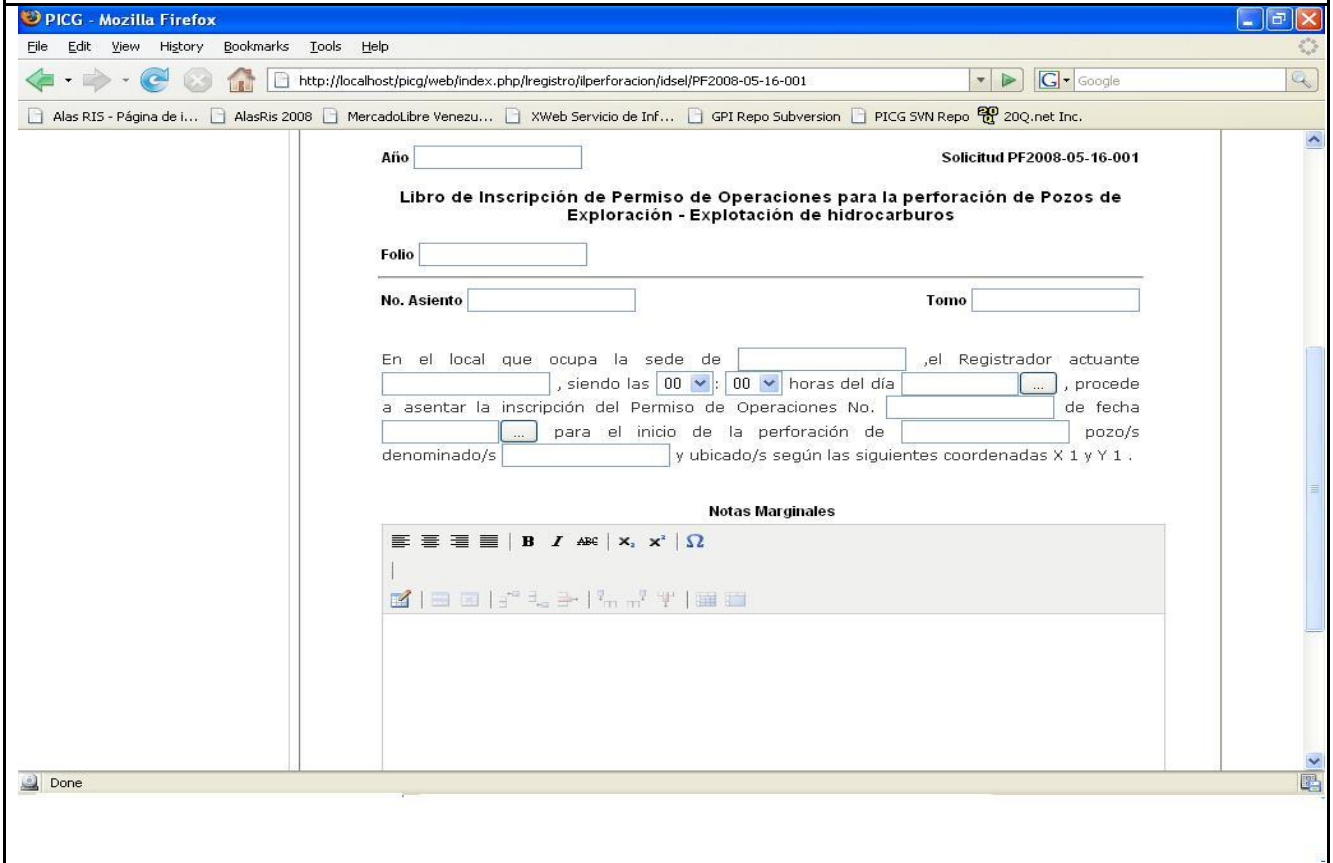 PICG - Mozilla Firefox
File Edit View History Bookmarks Tools Help
http://localhost/picg/web/index.php/lregistro/ilperforacion/idsel/PF2008-05-16-001 G Google
Alas RIS - Página de i... AlasRis 2008 MercadoLibre Venezu... XWeb Servicio de Inf... GPI Repo Subversion PICG SVN Repo 20Q.net Inc.
Año Solicitud PF2008-05-16-001
Libro de Inscripción de Permiso de Operaciones para la perforación de Pozos de
Exploración - Explotación de hidrocarburos
Folio
No. Asiento Tomo
En el local que ocupa la sede de ,el Registrador actuante
, siendo las 00 : 00 horas del día ... , procede
a asentar la inscripción del Permiso de Operaciones No. de fecha
... para el inicio de la perforación de pozo/s
denominado/s y ubicado/s según las siguientes coordenadas X 1 y Y 1 .
Notas Marginales
B I ABC x₂ x² Ω
Done